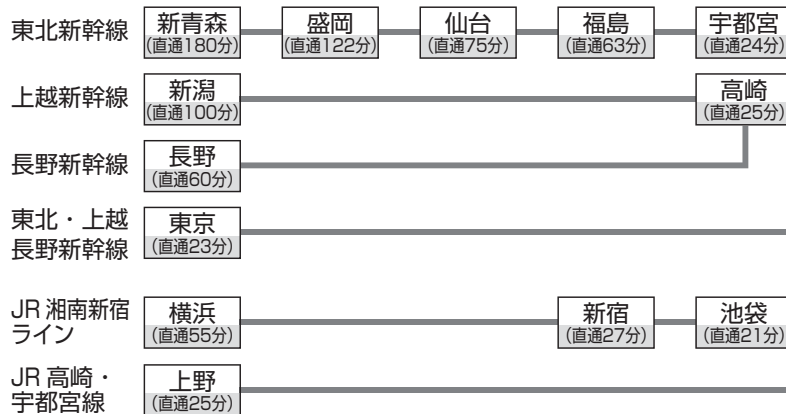 東北新幹線
新青森
(直通180分)
盛岡
(直通122分)
仙台
(直通75分)
福島
(直通63分)
宇都宮
(直通24分)
上越新幹線
新潟
(直通100分)
高崎
(直通25分)
長野新幹線
長野
(直通60分)
東北・上越
長野新幹線
東京
(直通23分)
JR 湘南新宿
ライン
横浜
(直通55分)
新宿
(直通27分)
池袋
(直通21分)
JR 高崎・
宇都宮線
上野
(直通25分)